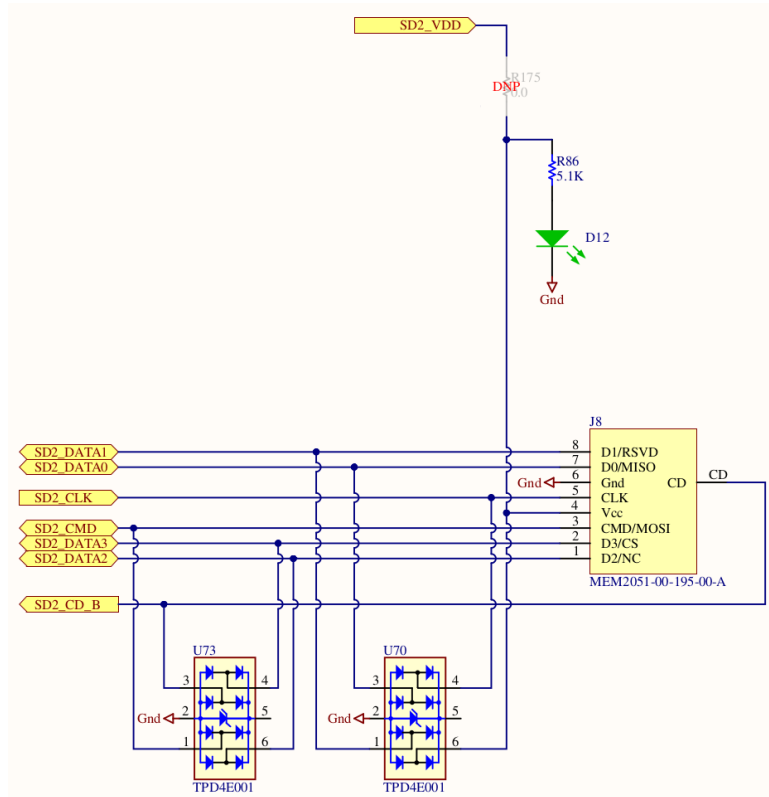 SD2_VDD
R175
DNP
0.0
R86
5.1K
D12
Gnd
J8
SD2_DATA1
8
D1/RSVD
SD2_DATA0
7
D0/MISO
Gnd
6
Gnd
CD
CD
SD2_CLK
5
CLK
4
Vcc
SD2_CMD
3
CMD/MOSI
SD2_DATA3
2
D3/CS
SD2_DATA2
1
D2/NC
MEM2051-00-195-00-A
SD2_CD_B
U73
U70
3
4
3
4
Gnd
2
5
Gnd
2
5
1
6
1
6
TPD4E001
TPD4E001